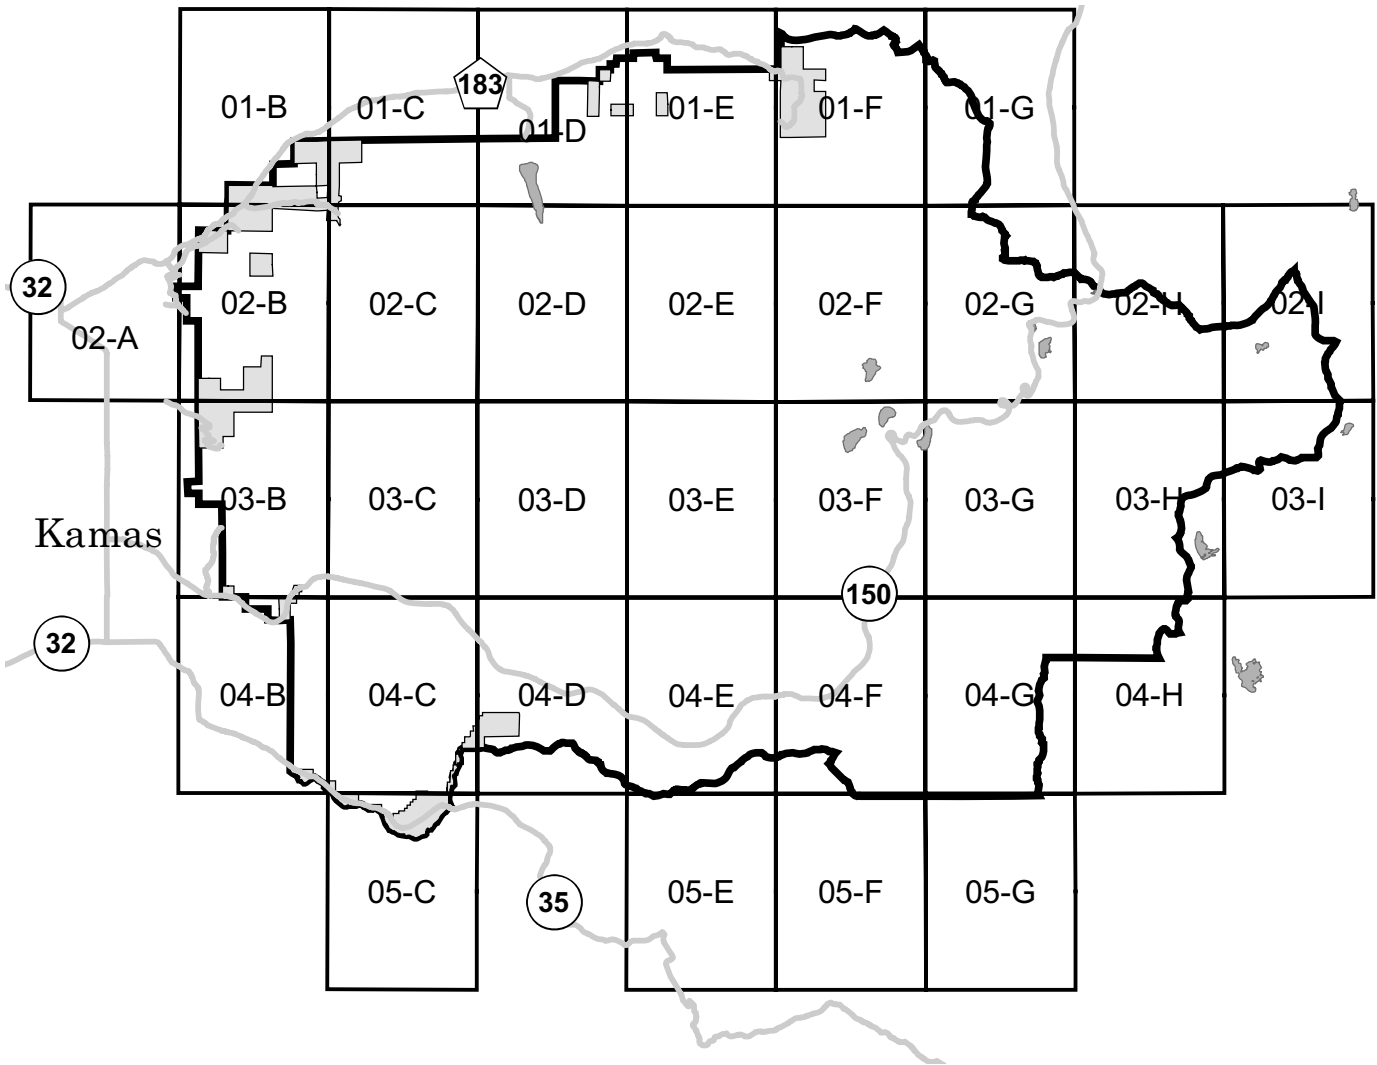 183
01-B 01-C 01-D 01-E 01-F 01-G
32
02-A 02-B 02-C 02-D 02-E 02-F 02-G 02-H 02-I
03-B 03-C 03-D 03-E 03-F 03-G 03-H 03-I
Kamas
150
32
04-B 04-C 04-D 04-E 04-F 04-G 04-H
05-C 05-E 05-F 05-G
35